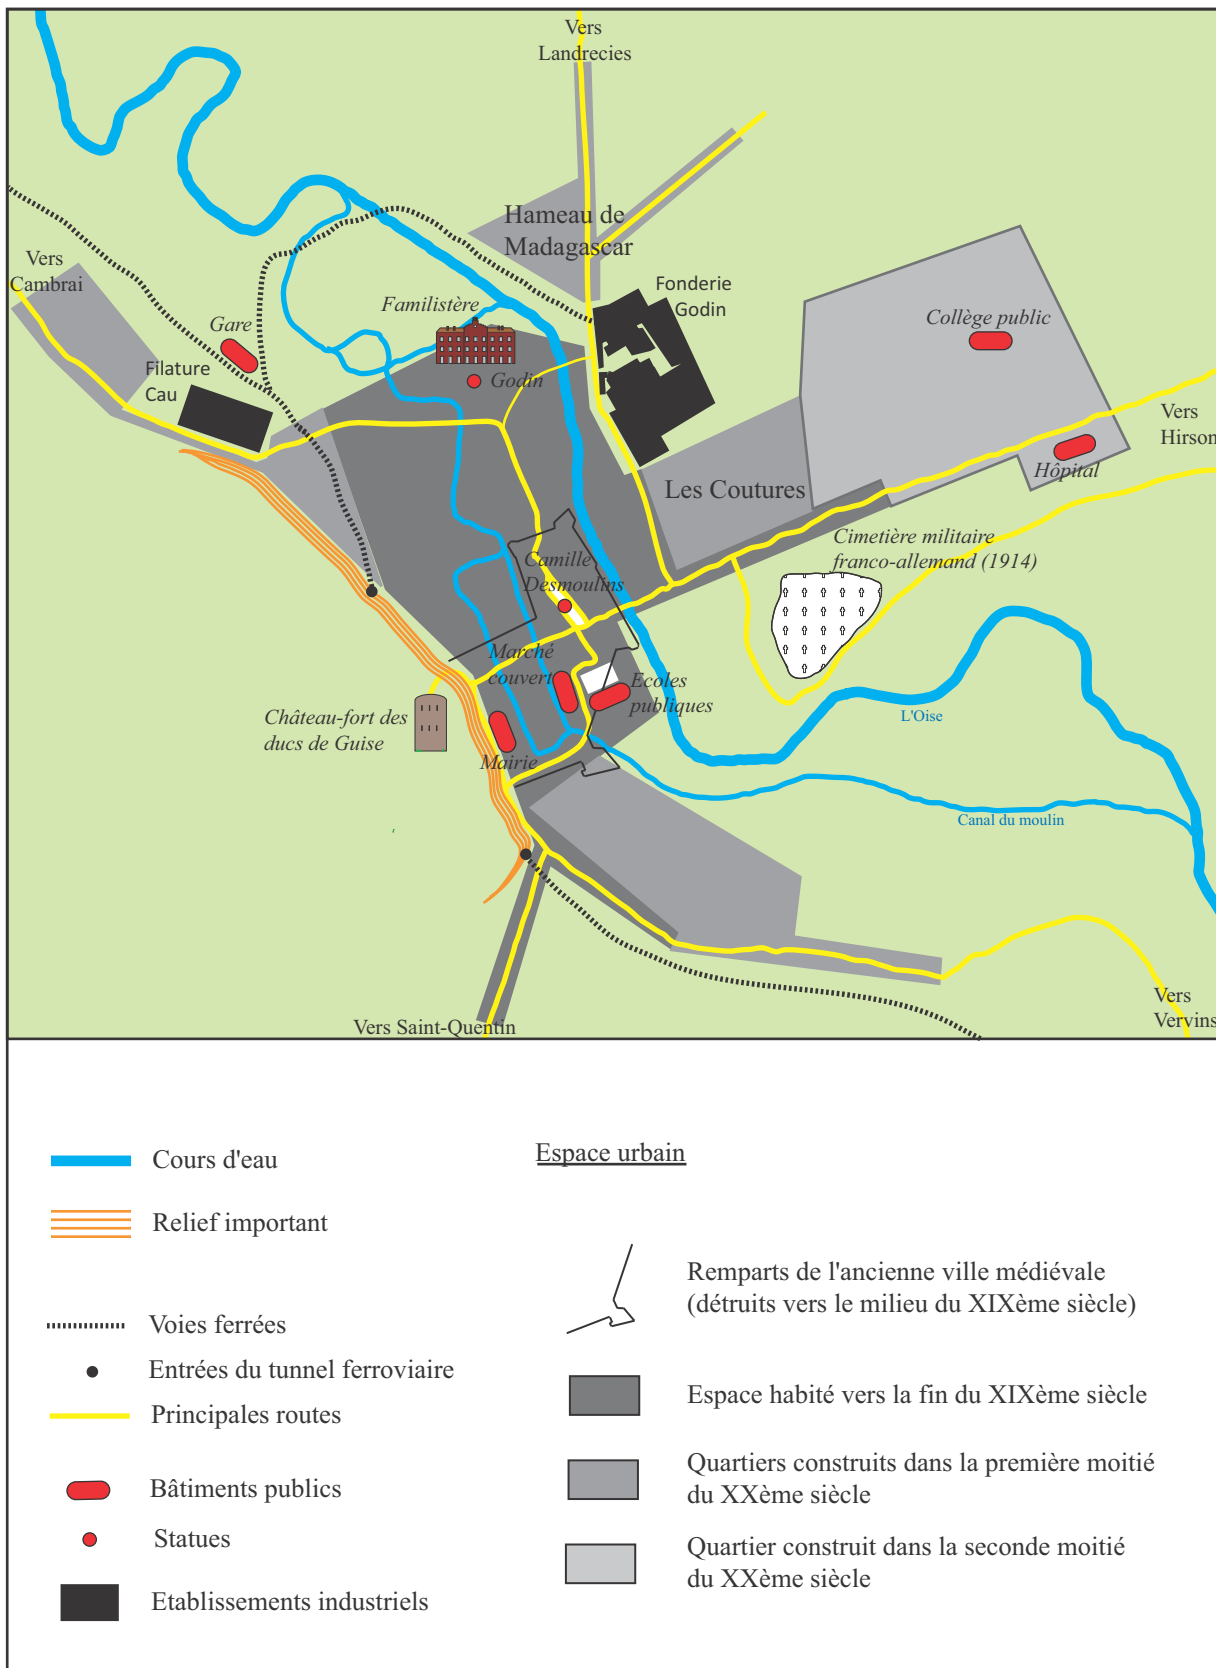 Vers
Landrecies
Hameau de
Madagascar
Vers
Cambrai
Fonderie
Godin
Familistère
Gare
Collège public
Filature
Cau
Godin
Vers
Hirson
Les Coutures
Hôpital
Cimetière militaire
franco-allemand (1914)
Camille
Desmoulins
Marché
couvert
Ecoles
publiques
Château-fort des
ducs de Guise
L'Oise
Mairie
Canal du moulin
Vers
Vervins
Vers Saint-Quentin
Cours d'eau
Relief important
Voies ferrées
Entrées du tunnel ferroviaire
Principales routes
Bâtiments publics
Statues
Etablissements industriels
Espace urbain
Remparts de l'ancienne ville médiévale
(détruits vers le milieu du XIXème siècle)
Espace habité vers la fin du XIXème siècle
Quartiers construits dans la première moitié
du XXème siècle
Quartier construit dans la seconde moitié
du XXème siècle